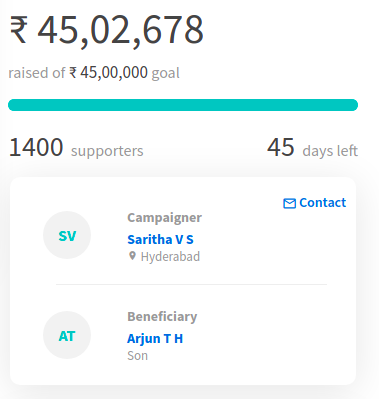 ₹ 45,02,678
raised of ₹ 45,00,000 goal
1400 supporters 45 days left
Contact
SV
Campaigner
Saritha V S
Hyderabad
AT
Beneficiary
Arjun T H
Son